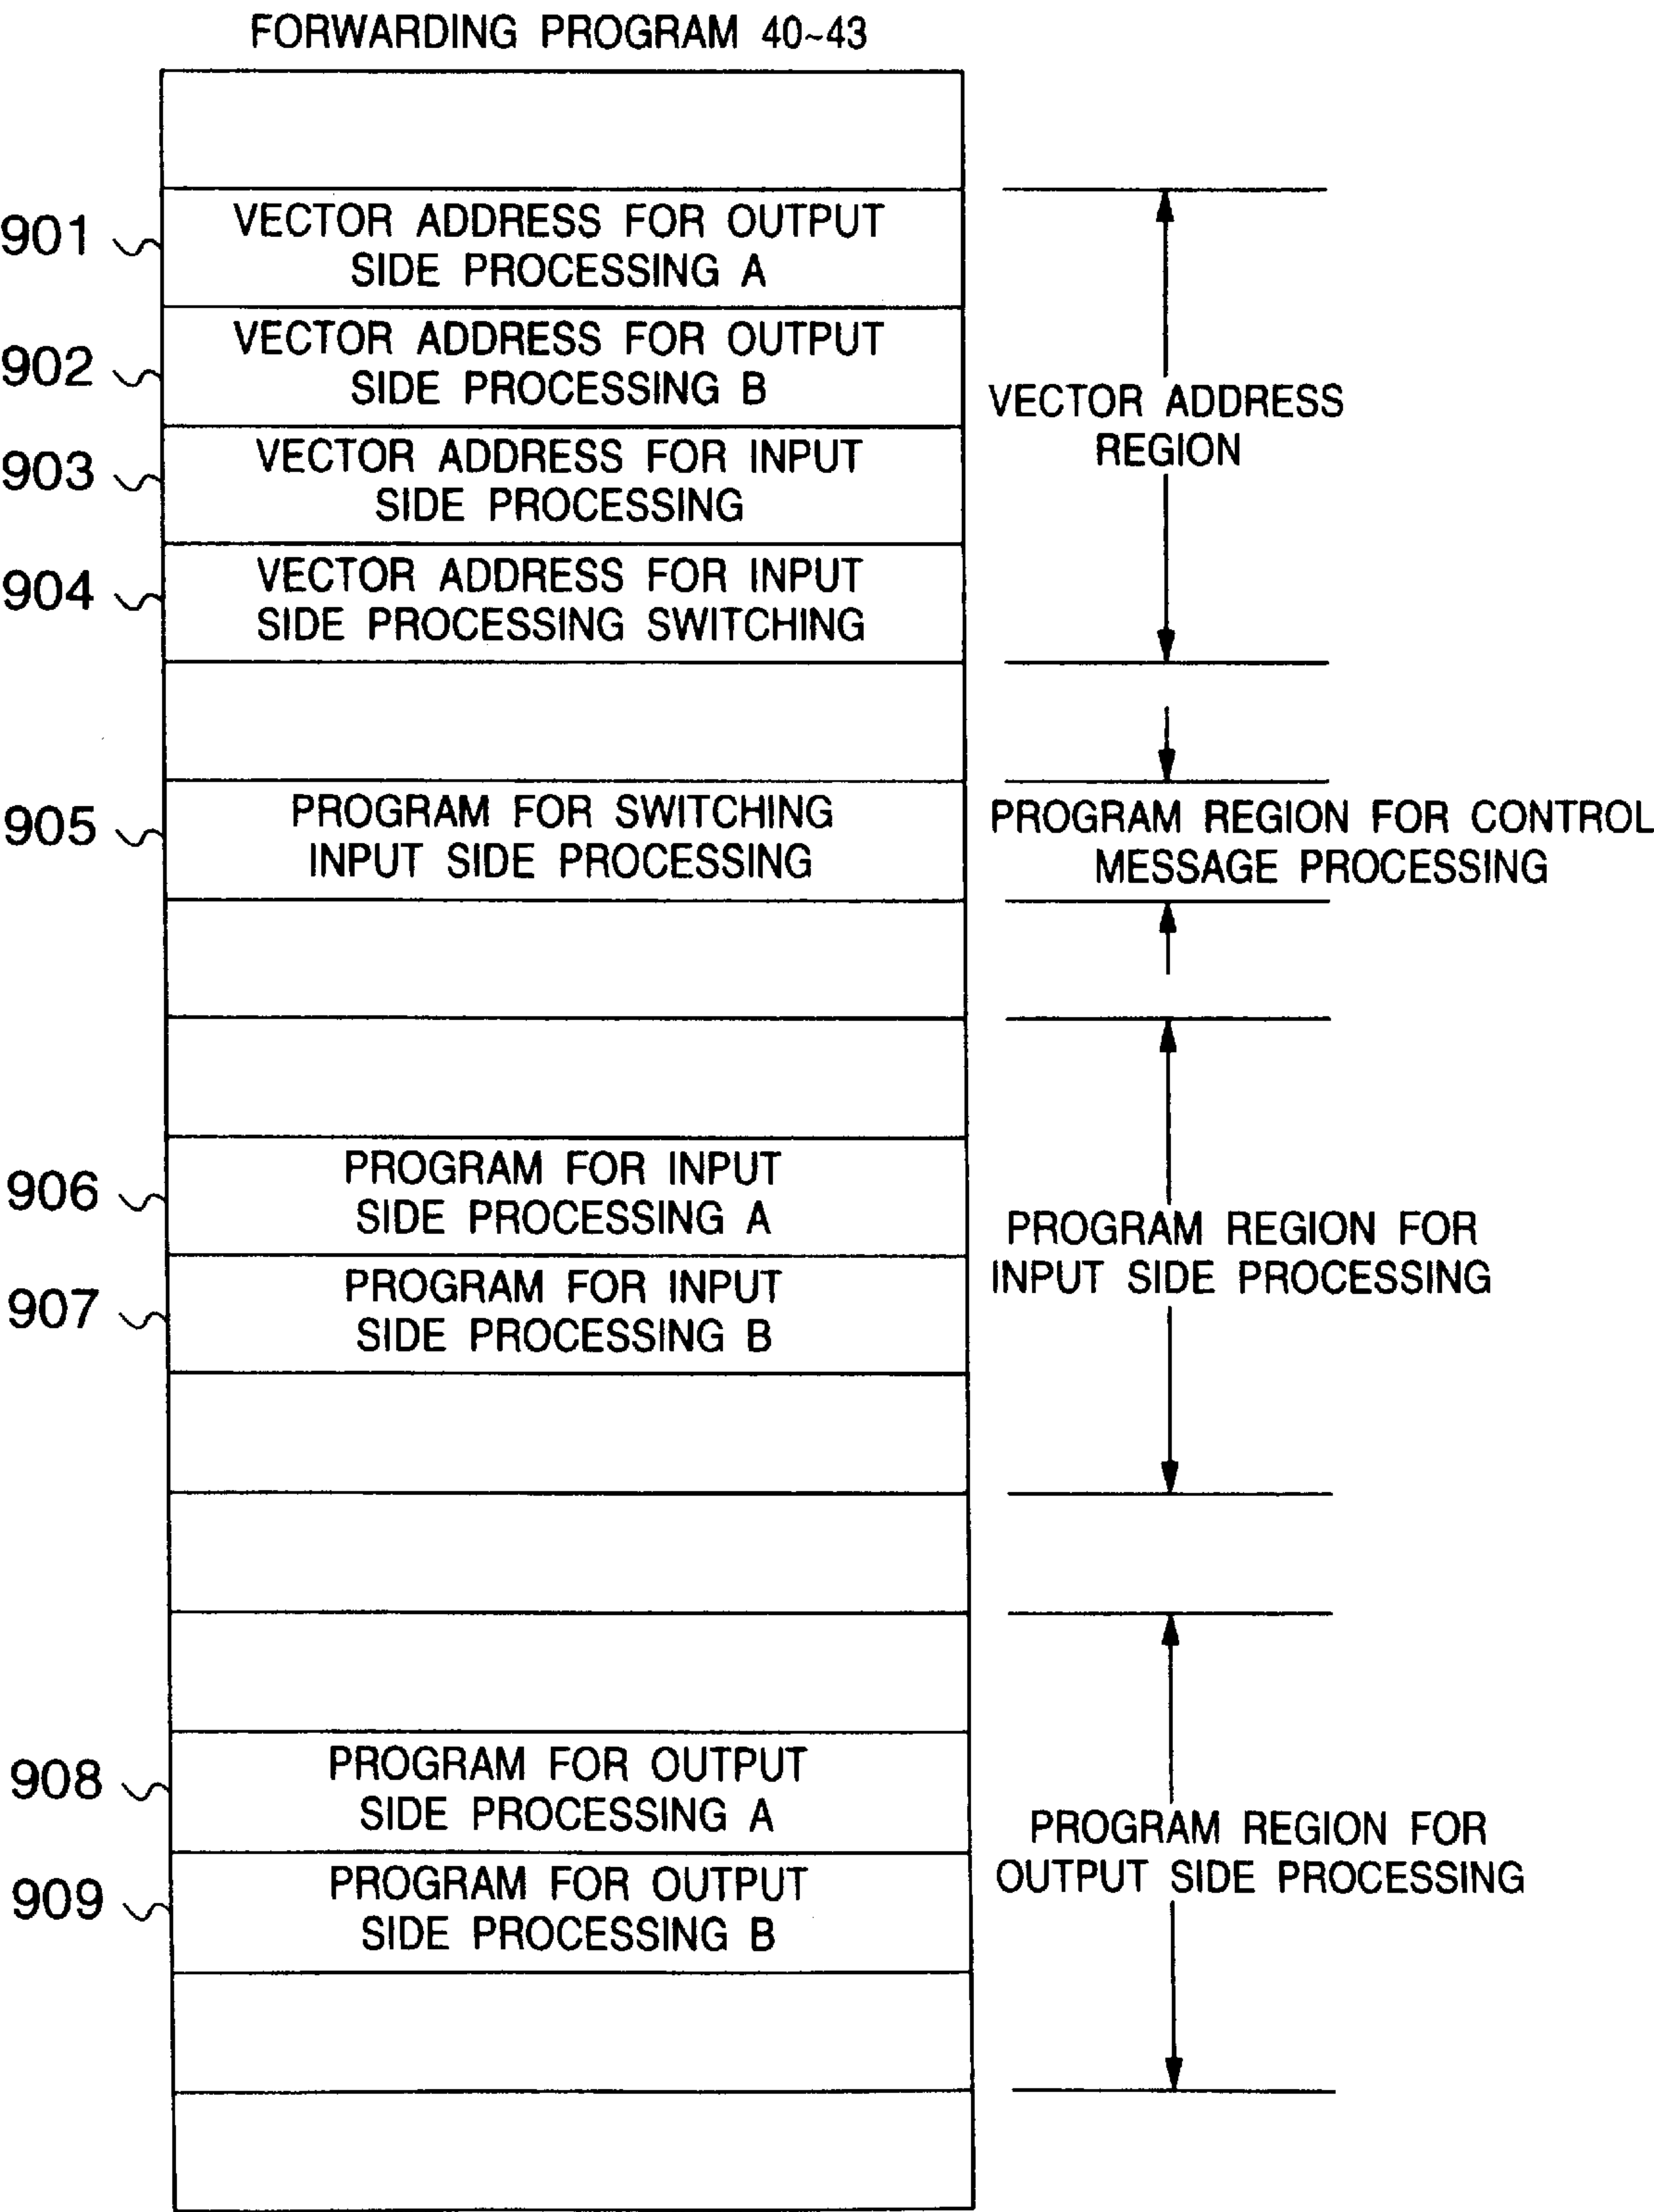 FORWARDING PROGRAM 40~43
901
VECTOR ADDRESS FOR OUTPUT
SIDE PROCESSING A
902
VECTOR ADDRESS FOR OUTPUT
SIDE PROCESSING B
903
VECTOR ADDRESS FOR INPUT
SIDE PROCESSING
904
VECTOR ADDRESS FOR INPUT
SIDE PROCESSING SWITCHING
VECTOR ADDRESS
REGION
905
PROGRAM FOR SWITCHING
INPUT SIDE PROCESSING
PROGRAM REGION FOR CONTROL
MESSAGE PROCESSING
906
PROGRAM FOR INPUT
SIDE PROCESSING A
907
PROGRAM FOR INPUT
SIDE PROCESSING B
PROGRAM REGION FOR
INPUT SIDE PROCESSING
908
PROGRAM FOR OUTPUT
SIDE PROCESSING A
909
PROGRAM FOR OUTPUT
SIDE PROCESSING B
PROGRAM REGION FOR
OUTPUT SIDE PROCESSING